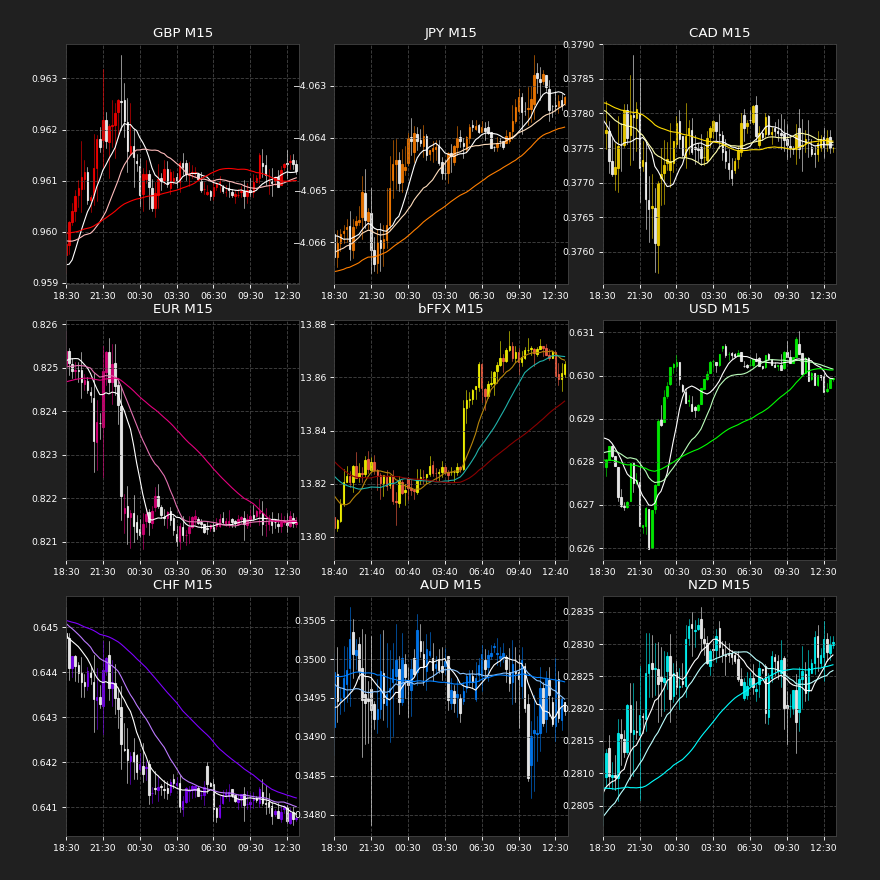 GBP M15
0.963
0.962
0.961
0.960
0.959
18:30 21:30 00:30 03:30 06:30 09:30 12:30
JPY M15
−4.063
−4.064
−4.065
−4.066
18:30 21:30 00:30 03:30 06:30 09:30 12:30
CAD M15
0.3790
0.3785
0.3780
0.3775
0.3770
0.3765
0.3760
18:30 21:30 00:30 03:30 06:30 09:30 12:30
EUR M15
0.826
0.825
0.824
0.823
0.822
0.821
18:30 21:30 00:30 03:30 06:30 09:30 12:30
bFFX M15
13.88
13.86
13.84
13.82
13.80
18:40 21:40 00:40 03:40 06:40 09:40 12:40
USD M15
0.631
0.630
0.629
0.628
0.627
0.626
18:30 21:30 00:30 03:30 06:30 09:30 12:30
CHF M15
0.645
0.644
0.643
0.642
0.641
18:30 21:30 00:30 03:30 06:30 09:30 12:30
AUD M15
0.3505
0.3500
0.3495
0.3490
0.3485
0.3480
18:30 21:30 00:30 03:30 06:30 09:30 12:30
NZD M15
0.2835
0.2830
0.2825
0.2820
0.2815
0.2810
0.2805
18:30 21:30 00:30 03:30 06:30 09:30 12:30